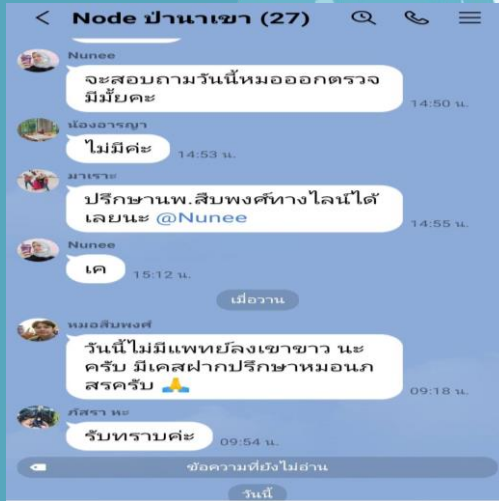 Node ป่านาเขา (27)
Nunee
จะสอบถามวันนี้หมอออกตรวจ
มีมั้ยคะ
14:50 น.
น้องอารญา
ไม่มีค่ะ
14:53 น.
มาเราะ
ปรึกษานพ.สืบพงศ์ทางไลน์ได้
เลยนะ @Nunee
14:55 น.
Nunee
เค
15:12 น.
เมื่อวาน
หมอสืบพงศ์
วันนี้ไม่มีแพทย์ลงเขาขาว นะ
ครับ มีเคสฝากปรึกษาหมอนภ
สรครับ 🙏
09:18 น.
ภัสรา หะ
รับทราบค่ะ
09:54 น.
ข้อความที่ยังไม่อ่าน
วันนี้